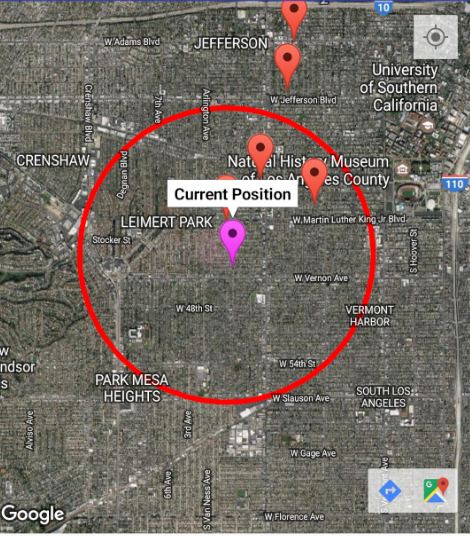 10
W Adams Blvd
JEFFERSON
University
of Southern
California
Crenshaw Blvd
7th Ave
Arlington Ave
W Jefferson Blvd
CRENSHAW
Degnan Blvd
Natural History Museum
of Los Angeles County
110
Current Position
LEIMERT PARK
W Martin Luther King Jr Blvd
Stocker St
S Hoover St
W Vernon Ave
W 48th St
VERMONT
HARBOR
w
ndsor
s
W 54th St
PARK MESA
HEIGHTS
SOUTH LOS
ANGELES
W Slauson Ave
Alviso Ave
3rd Ave
W Gage Ave
6th Ave
S Van Ness Ave
Google
W Florence Ave